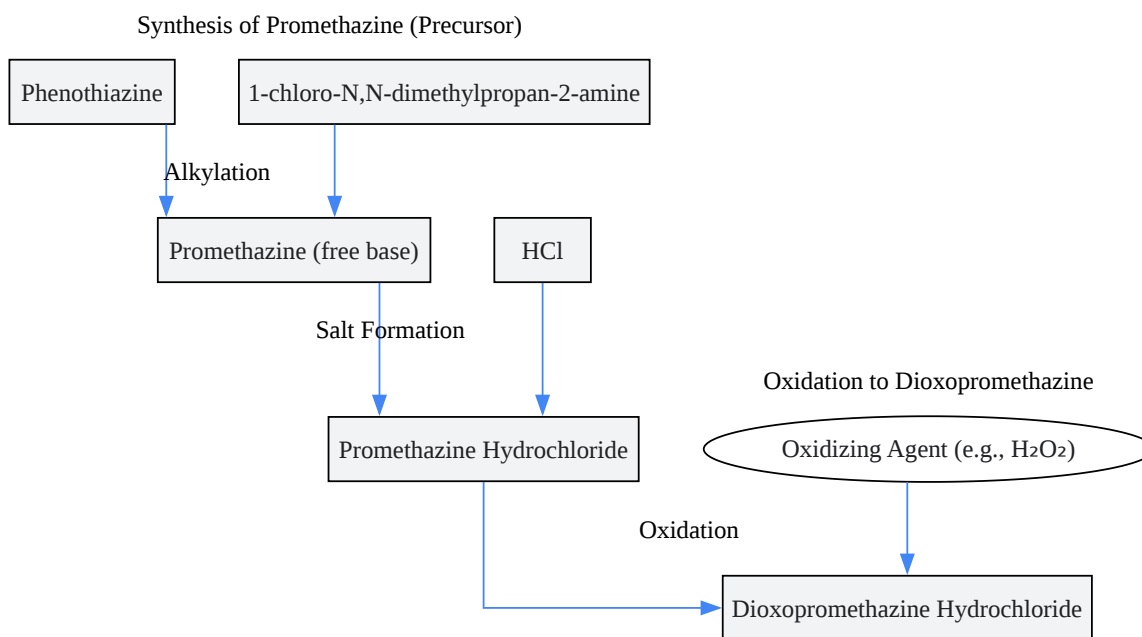 Synthesis of Promethazine (Precursor)
Phenothiazine
1-chloro-N,N-dimethylpropan-2-amine
Alkylation
Promethazine (free base)
HCl
Salt Formation
Oxidation to Dioxopromethazine
Promethazine Hydrochloride
Oxidizing Agent (e.g., H₂O₂)
Oxidation
Dioxopromethazine Hydrochloride